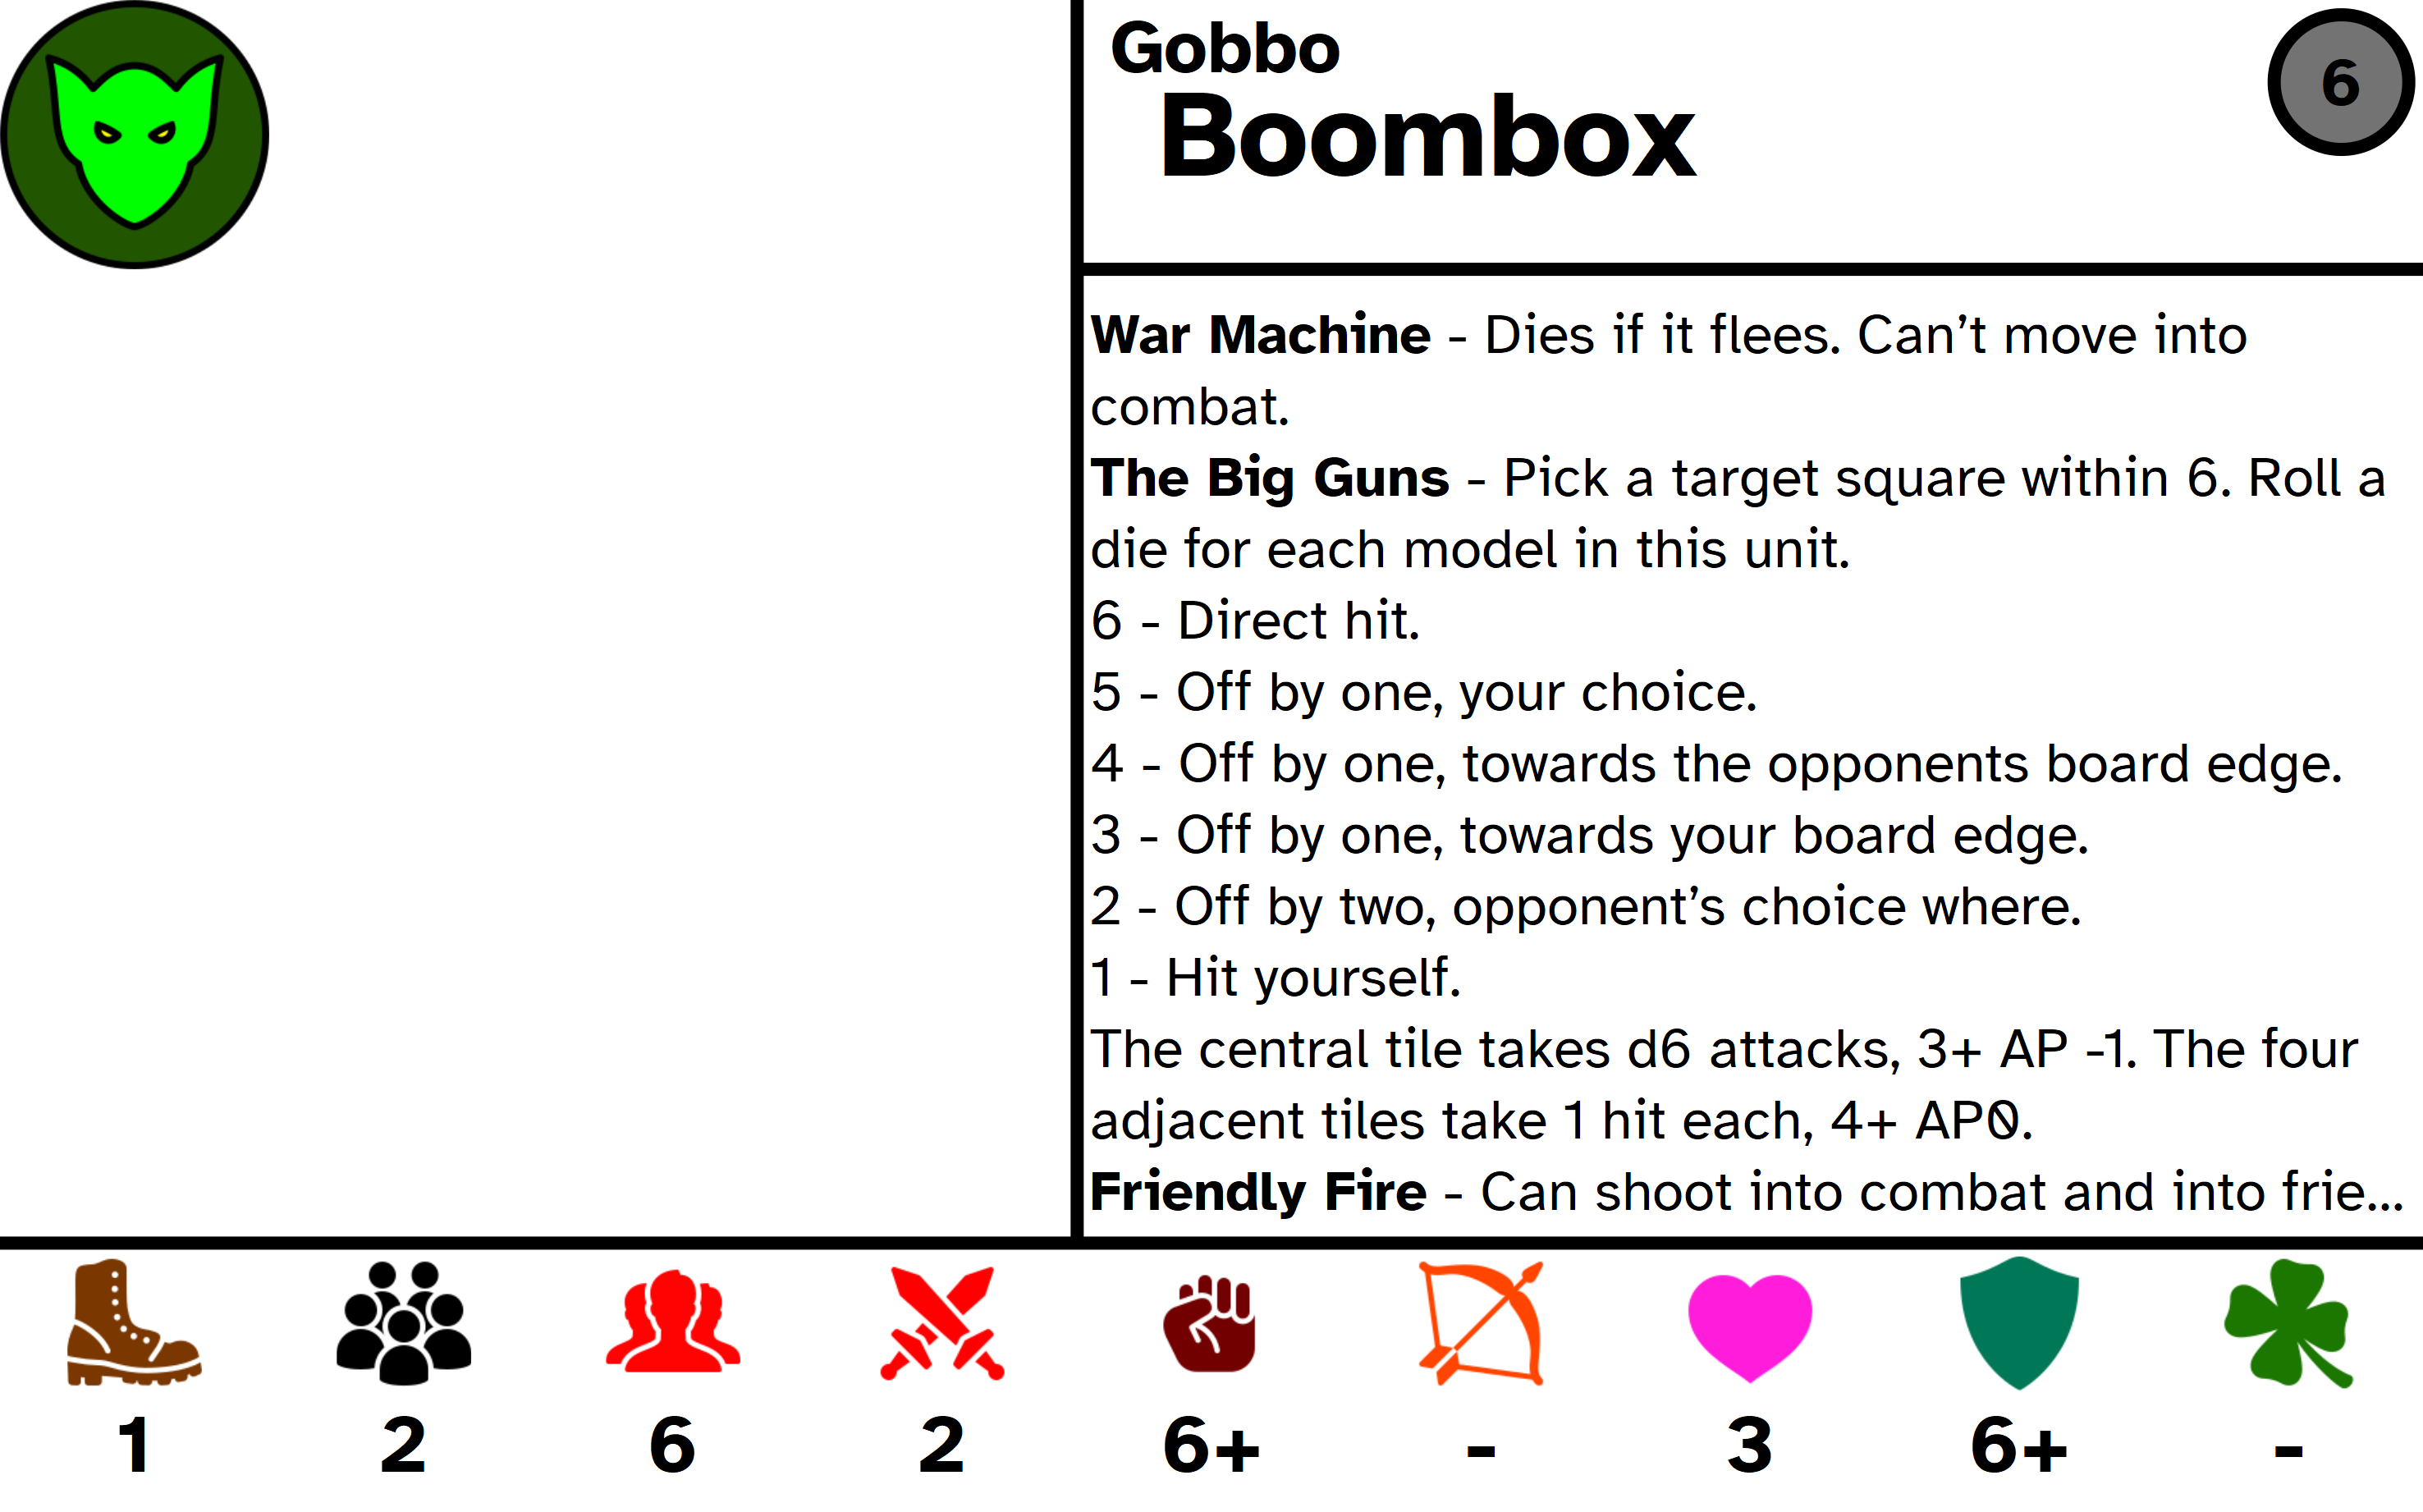 Gobbo
Boombox
6
War Machine - Dies if it flees. Can’t move into
combat.
The Big Guns - Pick a target square within 6. Roll a
die for each model in this unit.
6 - Direct hit.
5 - Off by one, your choice.
4 - Off by one, towards the opponents board edge.
3 - Off by one, towards your board edge.
2 - Off by two, opponent’s choice where.
1 - Hit yourself.
The central tile takes d6 attacks, 3+ AP -1. The four
adjacent tiles take 1 hit each, 4+ AP0.
Friendly Fire - Can shoot into combat and into frie...
1 2 6 2 6+ - 3 6+ -